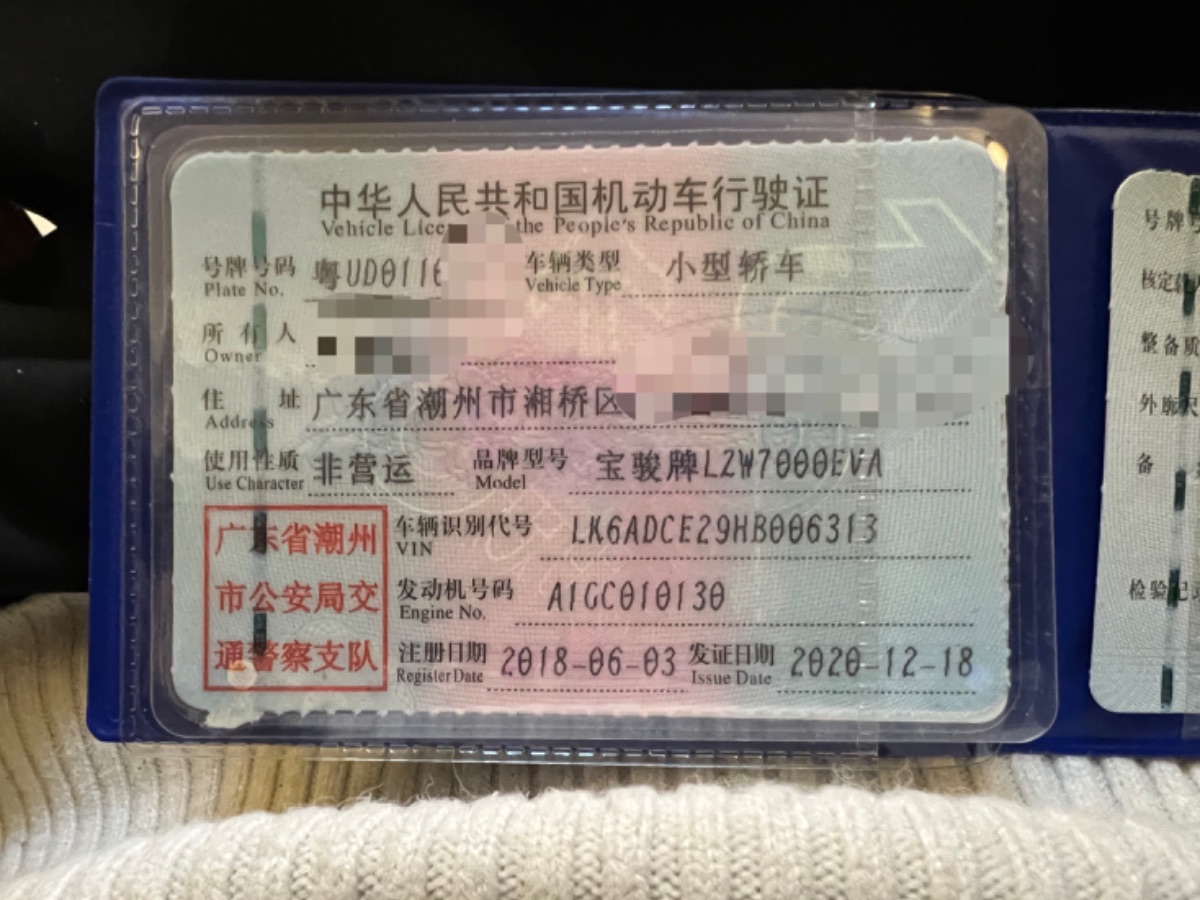 中华人民共和国机动车行驶证
Vehicle Lice the People's Republic of China
号牌号码 粤UD0110 车辆类型 小型轿车
Plate No. Vehicle Type
所有人
Owner
住址 广东省潮州市湘桥区
Address
使用性质 非营运 品牌型号 宝骏牌LZW7000EVA
Use Character Model
广东省潮州 车辆识别代号 LK6ADCE29HB006313
VIN
市公安局交 发动机号码 A1GC010130
Engine No.
通警察支队 注册日期 2018-06-03 发证日期 2020-12-18
Register Date Issue Date
号牌
核定
整备质
备
检验记